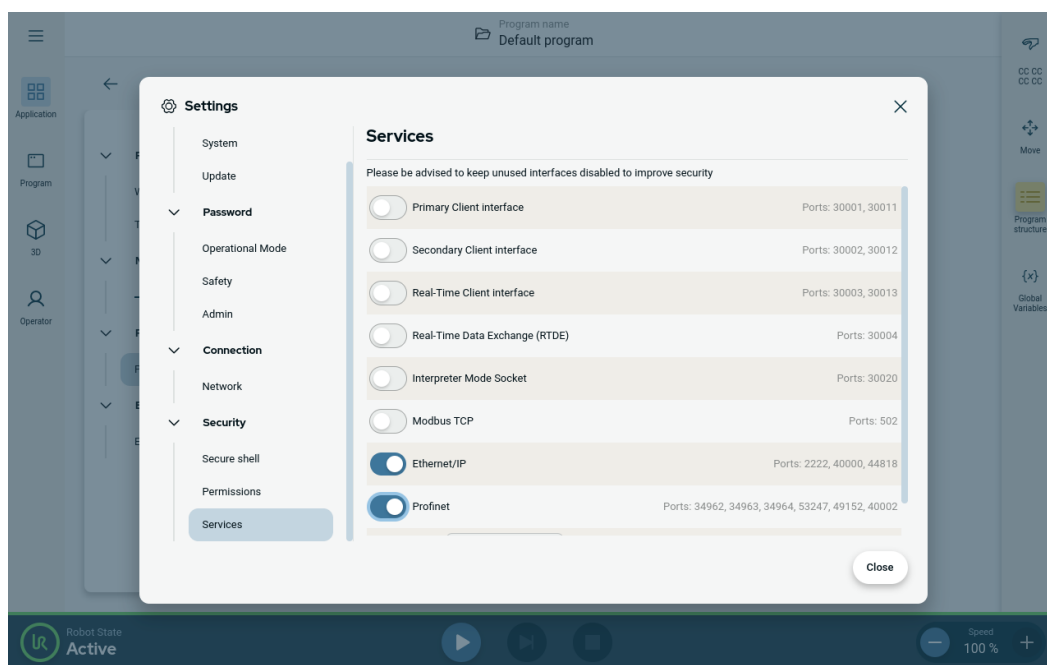 Program name
Default program
Application
Program
3D
Operator
CC CC
CC CC
Move
Program
structure
{x}
Global
Variables
Settings
System
Update
Password
Operational Mode
Safety
Admin
Connection
Network
Security
Secure shell
Permissions
Services
Services
Please be advised to keep unused interfaces disabled to improve security
Primary Client interface Ports: 30001, 30011
Secondary Client interface Ports: 30002, 30012
Real-Time Client interface Ports: 30003, 30013
Real-Time Data Exchange (RTDE) Ports: 30004
Interpreter Mode Socket Ports: 30020
Modbus TCP Ports: 502
Ethernet/IP Ports: 2222, 40000, 44818
Profinet Ports: 34962, 34963, 34964, 53247, 49152, 40002
Close
UR
Robot State
Active
Speed
100 %